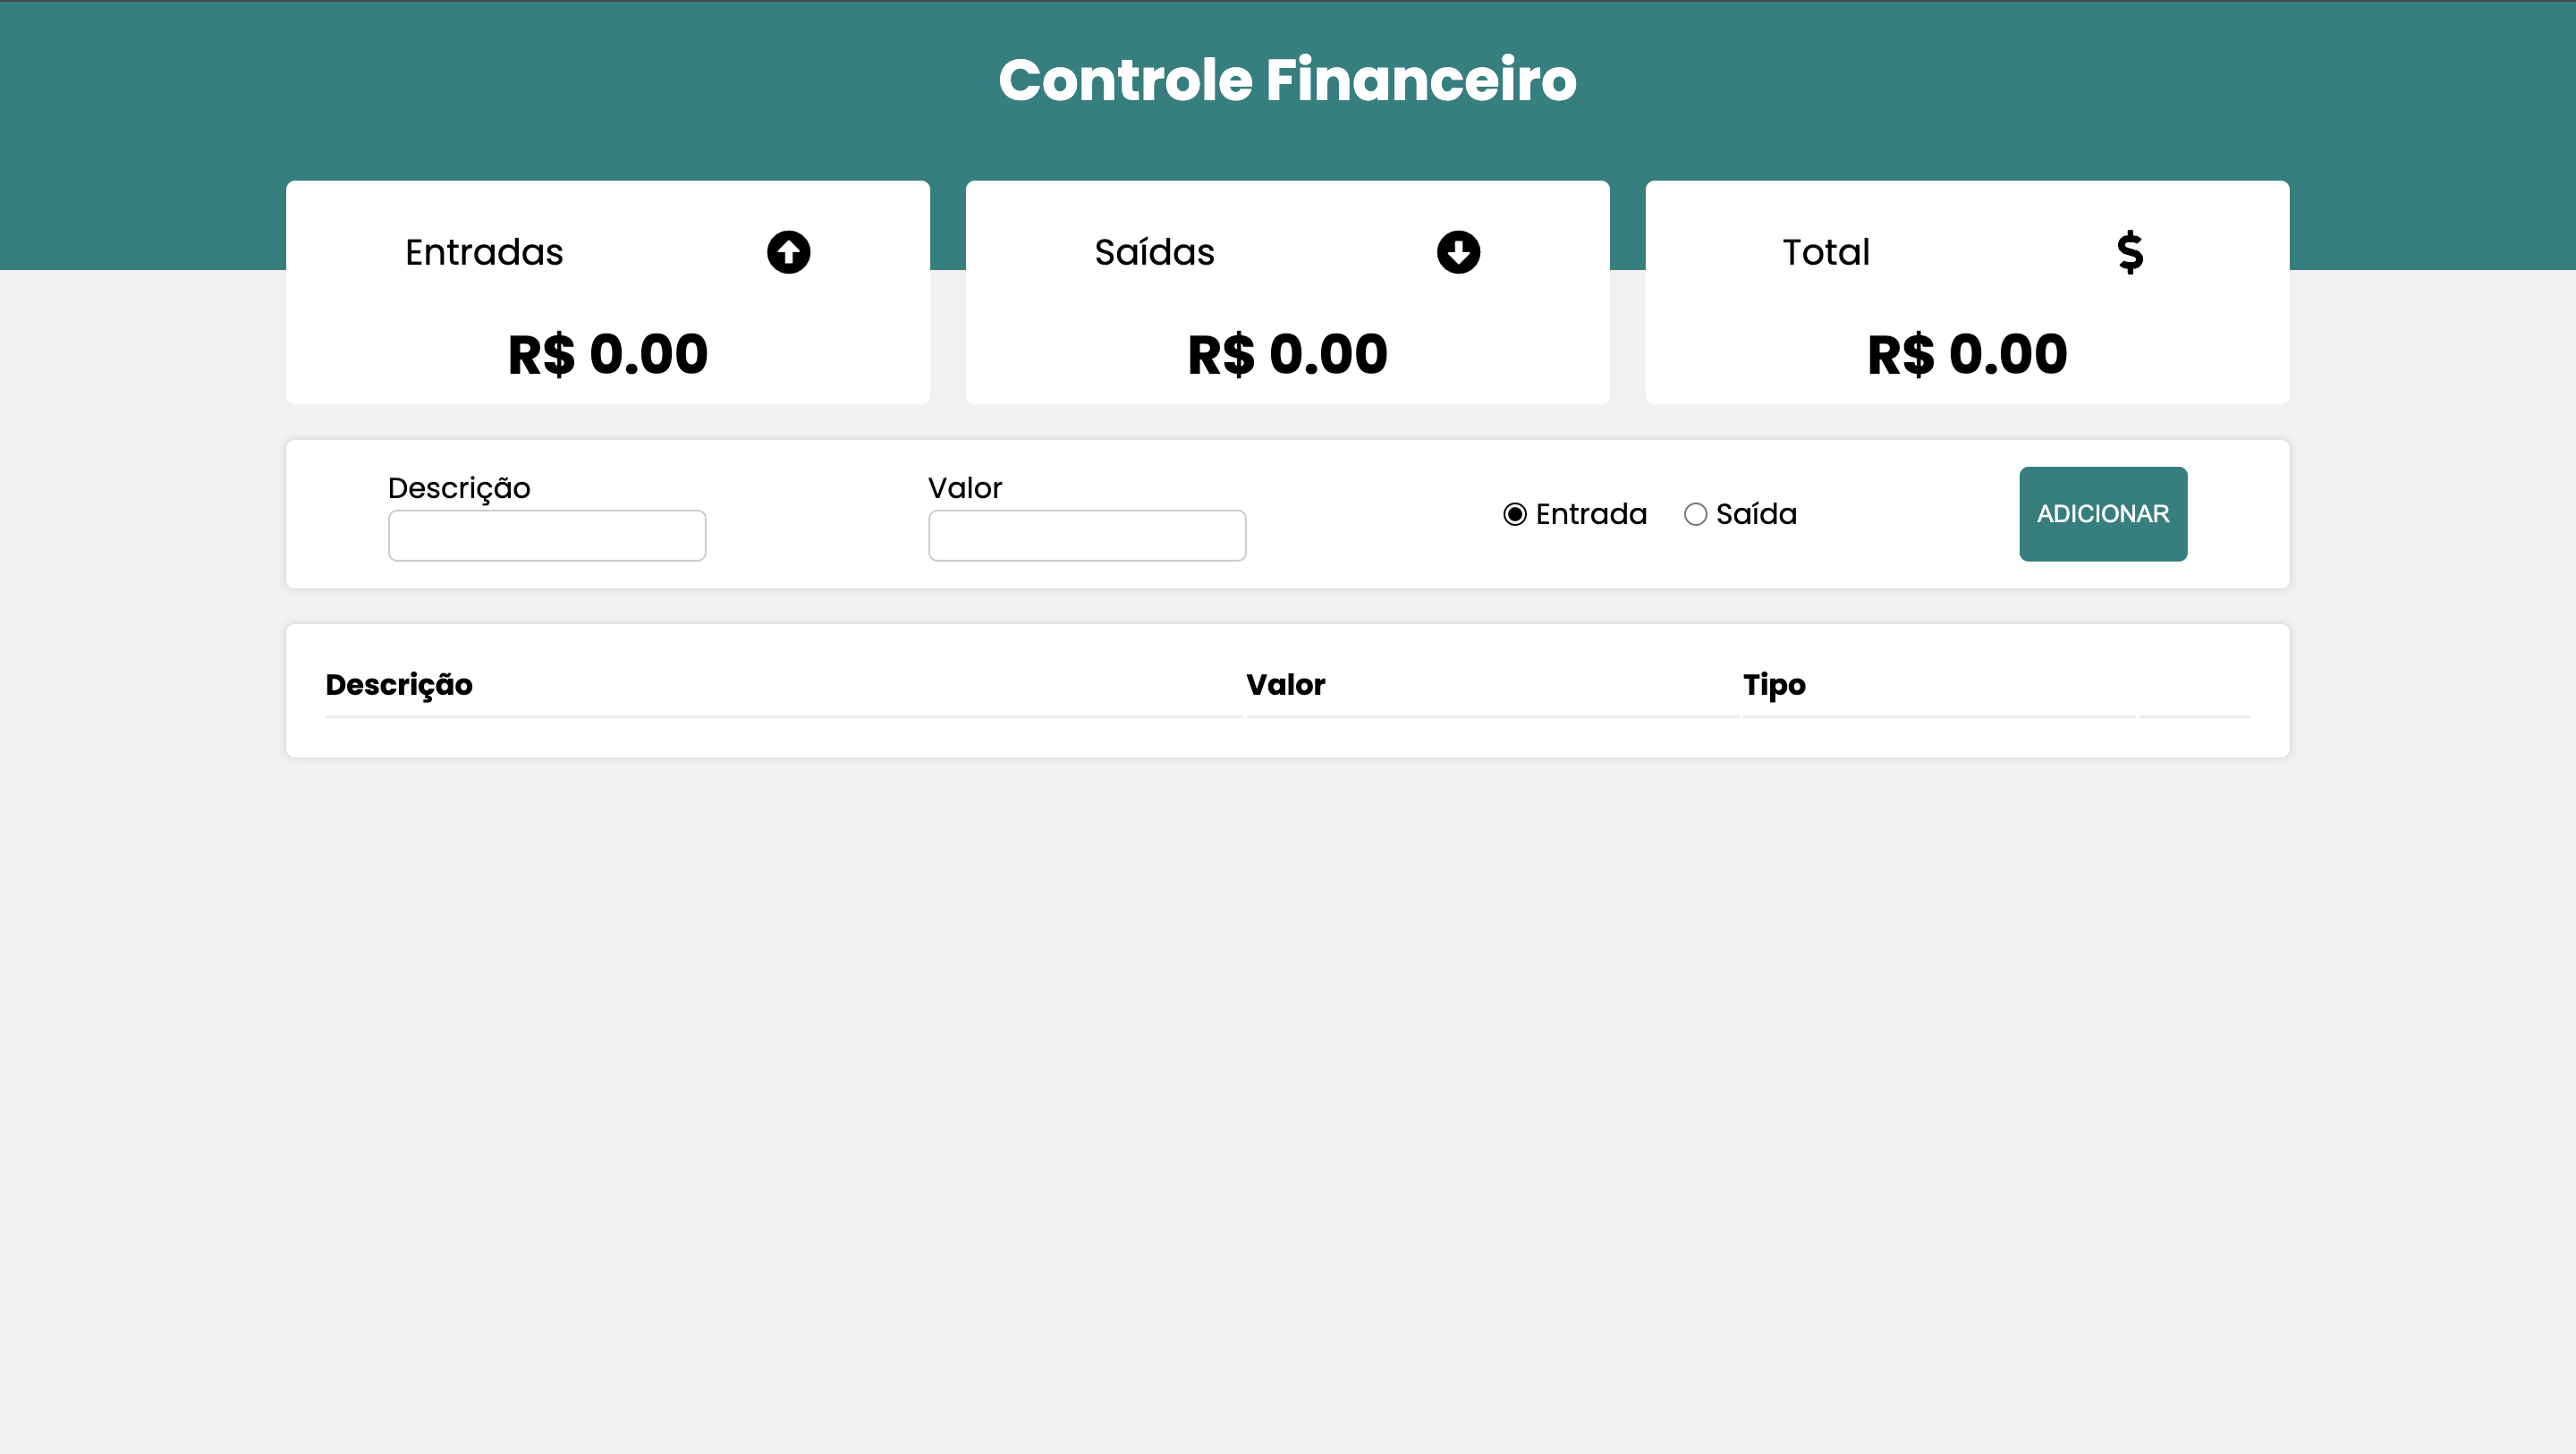 Controle Financeiro
Entradas
R$ 0.00
Saídas
R$ 0.00
Total
$
R$ 0.00
Descrição
Valor
Entrada Saída
ADICIONAR
Descrição Valor Tipo